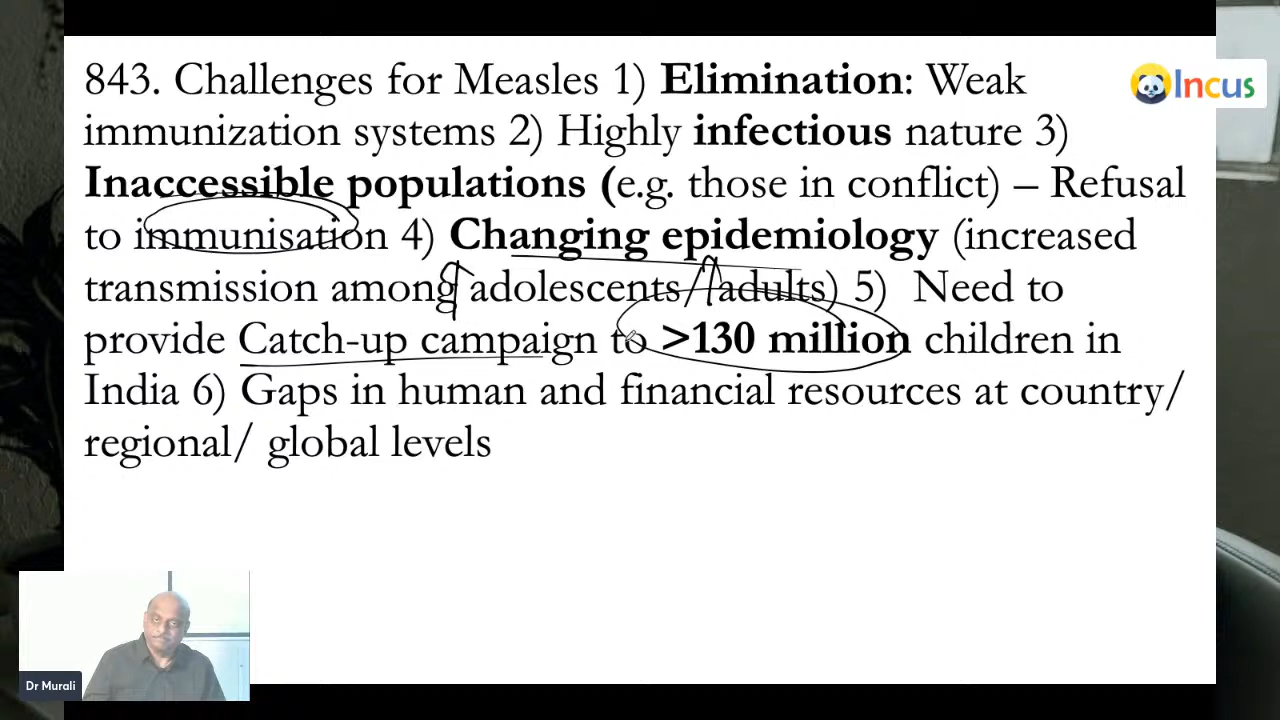 843. Challenges for Measles 1) Elimination: Weak
immunization systems 2) Highly infectious nature 3)
Inaccessible populations (e.g. those in conflict) – Refusal
to immunisation 4) Changing epidemiology (increased
transmission among adolescents/adults) 5)  Need to
provide Catch-up campaign to >130 million children in
India 6) Gaps in human and financial resources at country/
regional/ global levels
Incus
Dr Murali